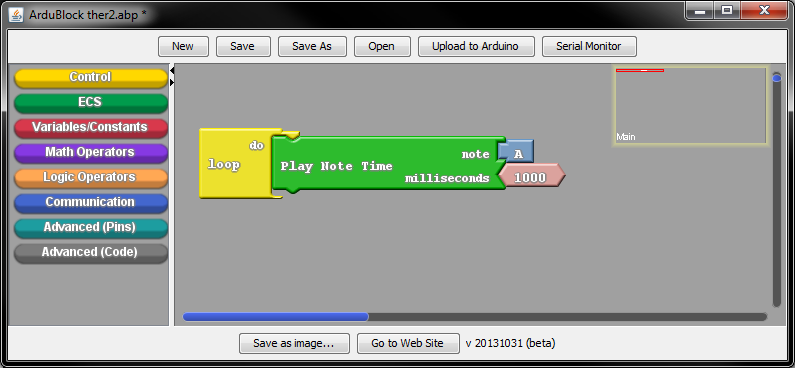 ArduBlock ther2.abp *
New Save Save As Open Upload to Arduino Serial Monitor
Control
ECS
Variables/Constants
Math Operators
Logic Operators
Communication
Advanced (Pins)
Advanced (Code)
Main
do
loop
Play Note Time
note A
milliseconds 1000
Save as image... Go to Web Site v 20131031 (beta)